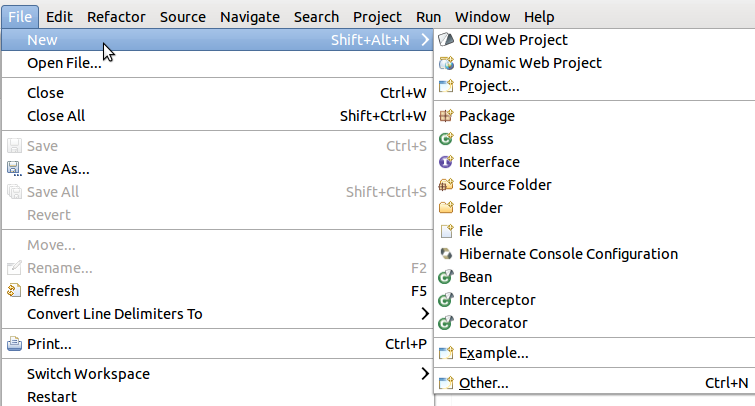 File Edit Refactor Source Navigate Search Project Run Window Help
New Shift+Alt+N
Open File...
Close Ctrl+W
Close All Shift+Ctrl+W
Save Ctrl+S
Save As...
Save All Shift+Ctrl+S
Revert
Move...
Rename... F2
Refresh F5
Convert Line Delimiters To
Print... Ctrl+P
Switch Workspace
Restart
CDI Web Project
Dynamic Web Project
Project...
Package
Class
Interface
Source Folder
Folder
File
Hibernate Console Configuration
Bean
Interceptor
Decorator
Example...
Other... Ctrl+N